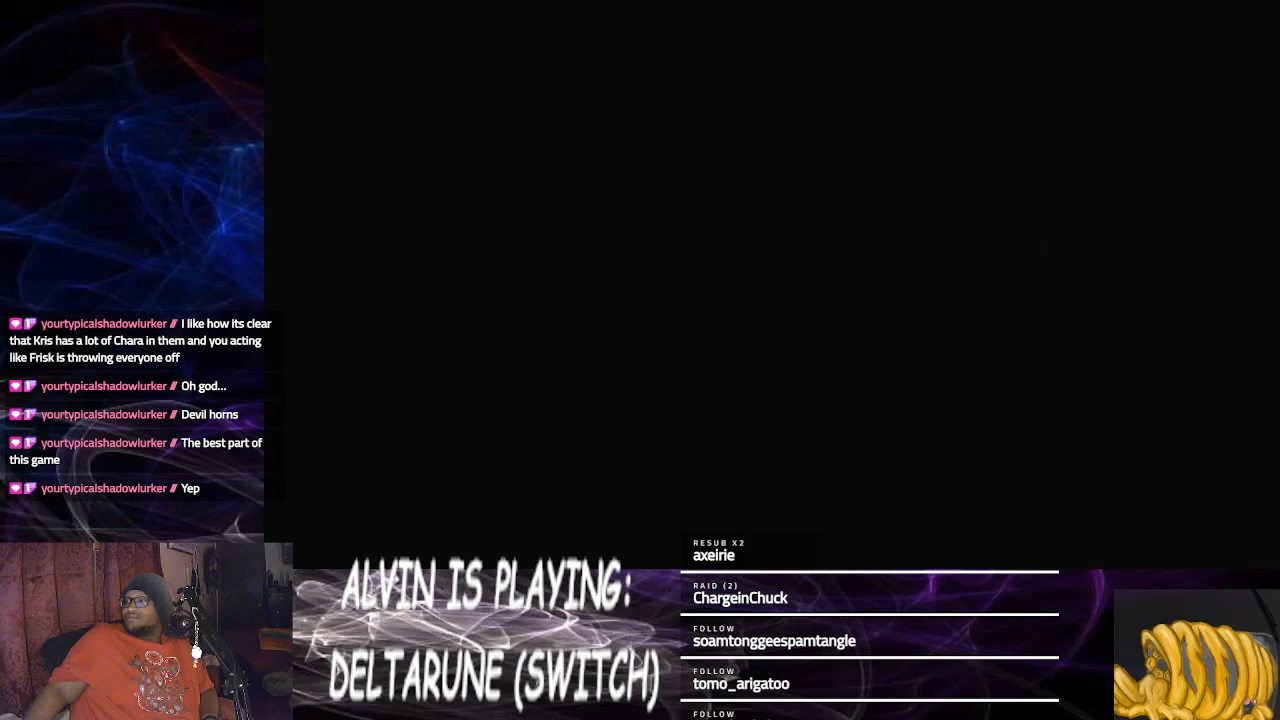 yourtypicalshadowlurker // I like how its clear
that Kris has a lot of Chara in them and you acting
like Frisk is throwing everyone off
yourtypicalshadowlurker // Oh god...
yourtypicalshadowlurker // Devil horns
yourtypicalshadowlurker // The best part of
this game
yourtypicalshadowlurker // Yep
ALVIN IS PLAYING:
DELTARUNE (SWITCH)
RESUB X2
axeirie
RAID (2)
ChargeinChuck
FOLLOW
soamtonggeespamtangle
FOLLOW
tomo_arigatoo
FOLLOW